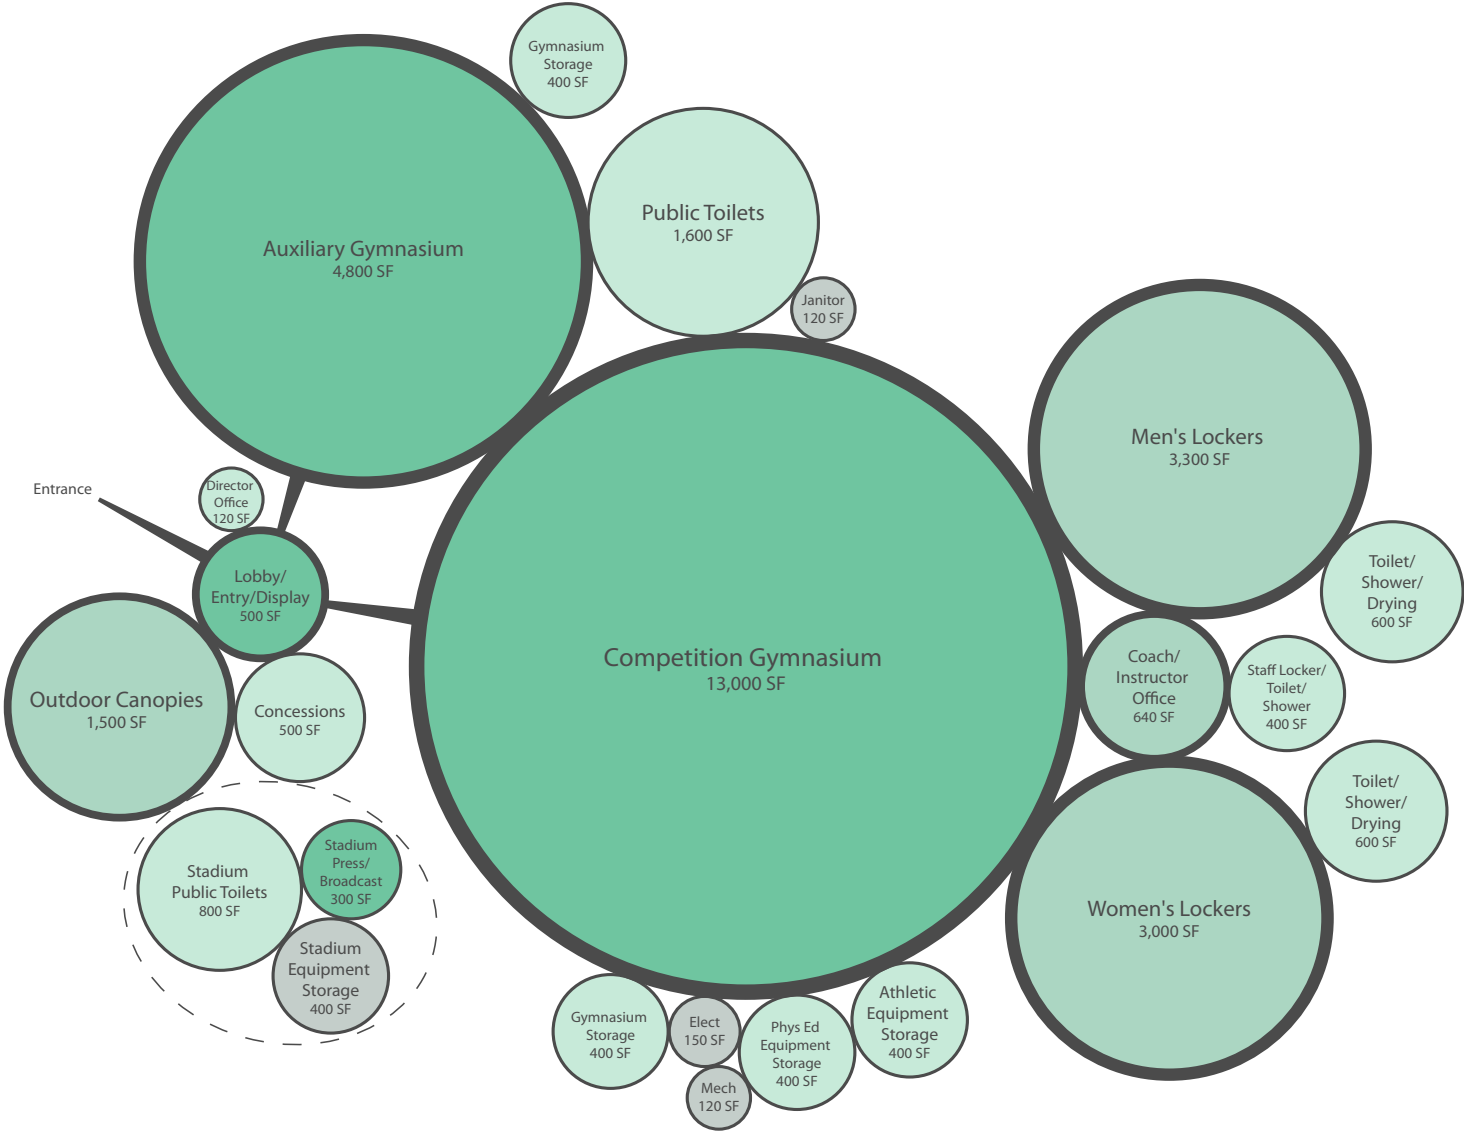 Gymnasium
Storage
400 SF
Public Toilets
1,600 SF
Auxiliary Gymnasium
4,800 SF
Janitor
120 SF
Men's Lockers
3,300 SF
Entrance
Director
Office
120 SF
Lobby/
Entry/Display
500 SF
Toilet/
Shower/
Drying
600 SF
Competition Gymnasium
13,000 SF
Coach/
Instructor
Office
640 SF
Staff Locker/
Toilet/
Shower
400 SF
Outdoor Canopies
1,500 SF
Concessions
500 SF
Toilet/
Shower/
Drying
600 SF
Stadium
Public Toilets
800 SF
Stadium
Press/
Broadcast
300 SF
Stadium
Equipment
Storage
400 SF
Women's Lockers
3,000 SF
Gymnasium
Storage
400 SF
Elect
150 SF
Mech
120 SF
Phys Ed
Equipment
Storage
400 SF
Athletic
Equipment
Storage
400 SF